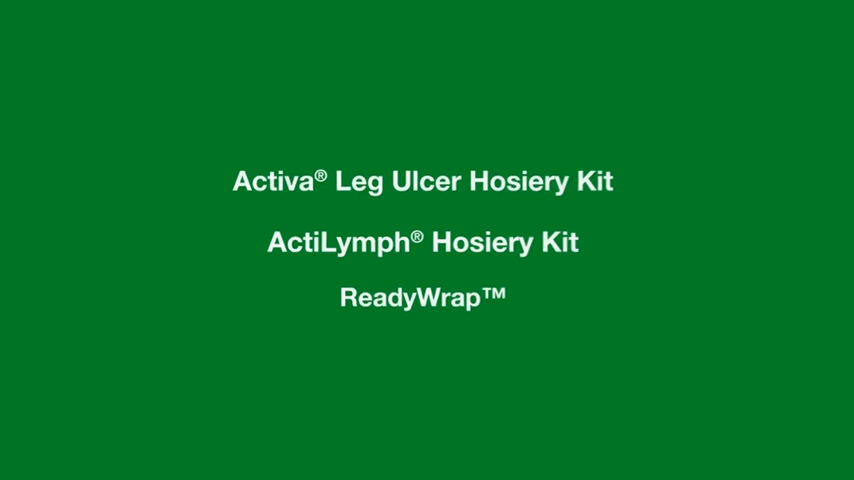 Activa® Leg Ulcer Hosiery Kit
ActiLymph® Hosiery Kit
ReadyWrap™